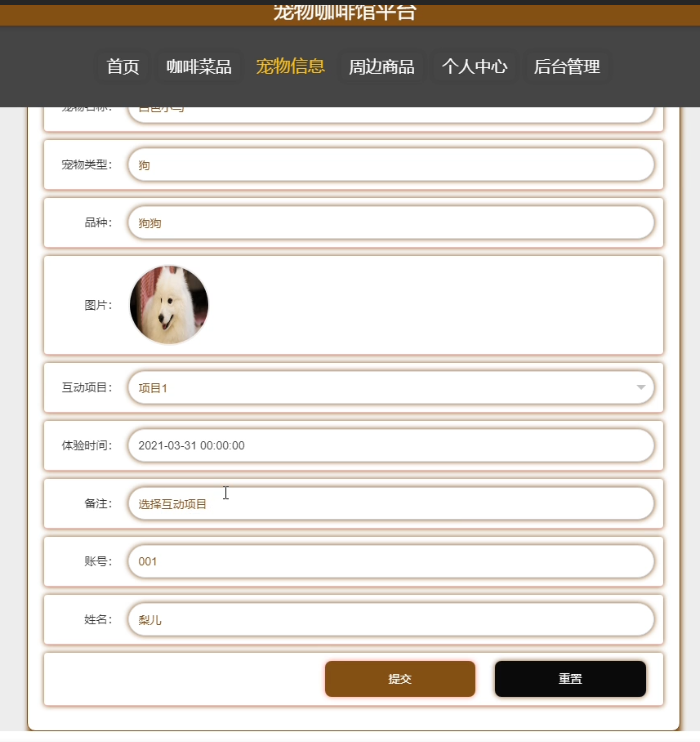 宠物咖啡馆平台
首页 咖啡菜品 宠物信息 周边商品 个人中心 后台管理
宠物名称：
宠物类型： 狗
品种： 狗狗
图片：
互动项目： 项目1
体验时间： 2021-03-31 00:00:00
备注： 选择互动项目
账号： 001
姓名： 梨儿
提交 重置